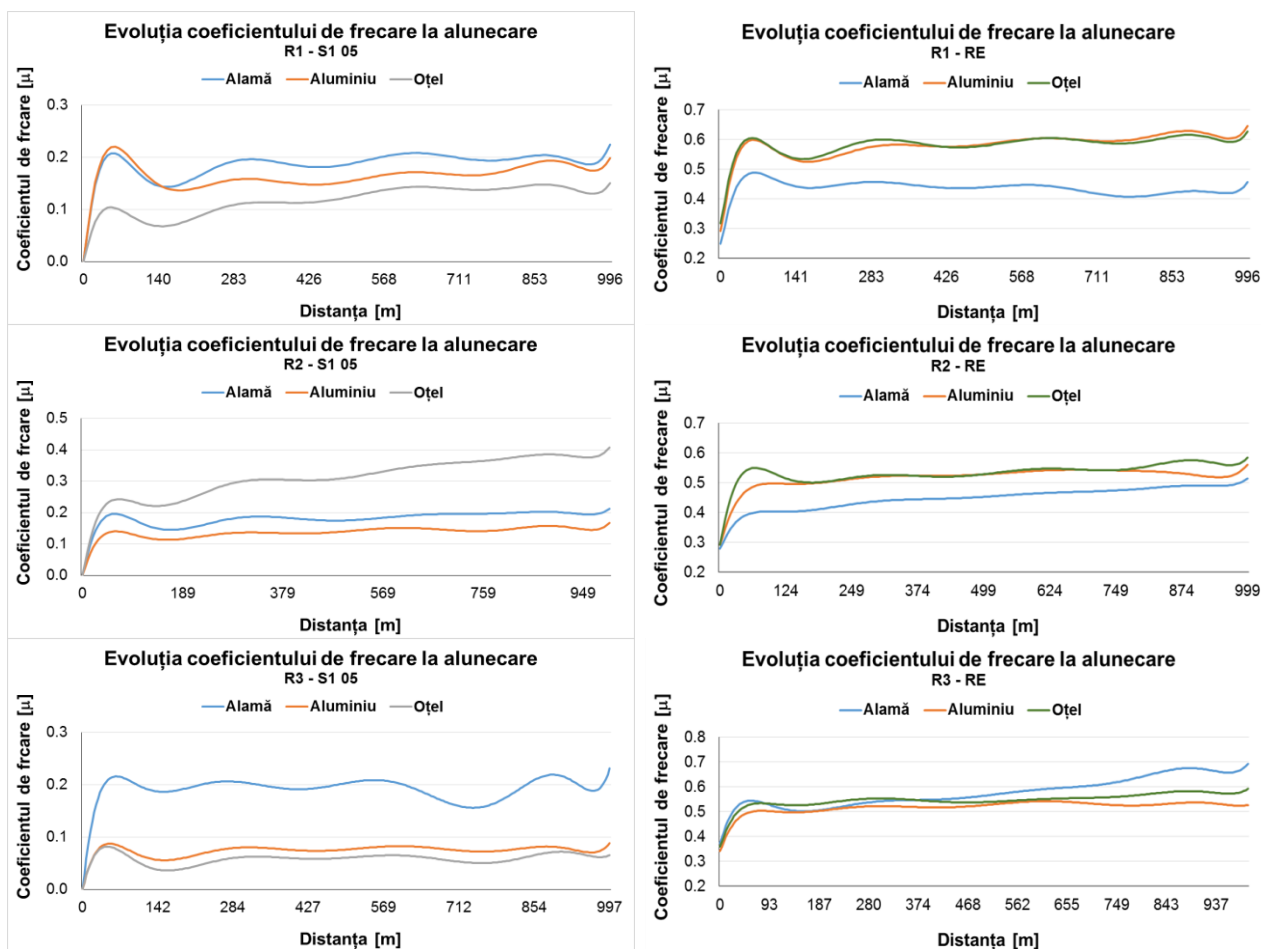 Evoluția coeficientului de frecare la alunecare
R1 - S1 05
Alamă Aluminiu Oțel
Coeficientul de frcare [μ]
0.3
0.2
0.1
0.0
0 140 283 426 568 711 853 996
Distanța [m]
Evoluția coeficientului de frecare la alunecare
R1 - RE
Alamă Aluminiu Oțel
Coeficientul de frecare [μ]
0.7
0.6
0.5
0.4
0.3
0.2
0 141 283 426 568 711 853 996
Distanța [m]
Evoluția coeficientului de frecare la alunecare
R2 - S1 05
Alamă Aluminiu Oțel
Coeficientul de frcare [μ]
0.5
0.4
0.3
0.2
0.1
0.0
0 189 379 569 759 949
Distanța [m]
Evoluția coeficientului de frecare la alunecare
R2 - RE
Alamă Aluminiu Oțel
Coeficientul de frecare [μ]
0.7
0.6
0.5
0.4
0.3
0.2
0 124 249 374 499 624 749 874 999
Distanța [m]
Evoluția coeficientului de frecare la alunecare
R3 - S1 05
Alamă Aluminiu Oțel
Coeficientul de frcare [μ]
0.3
0.2
0.1
0.0
0 142 284 427 569 712 854 997
Distanța [m]
Evoluția coeficientului de frecare la alunecare
R3 - RE
Alamă Aluminiu Oțel
Coeficientul de frecare [μ]
0.8
0.7
0.6
0.5
0.4
0.3
0.2
0 93 187 280 374 468 562 655 749 843 937
Distanța [m]